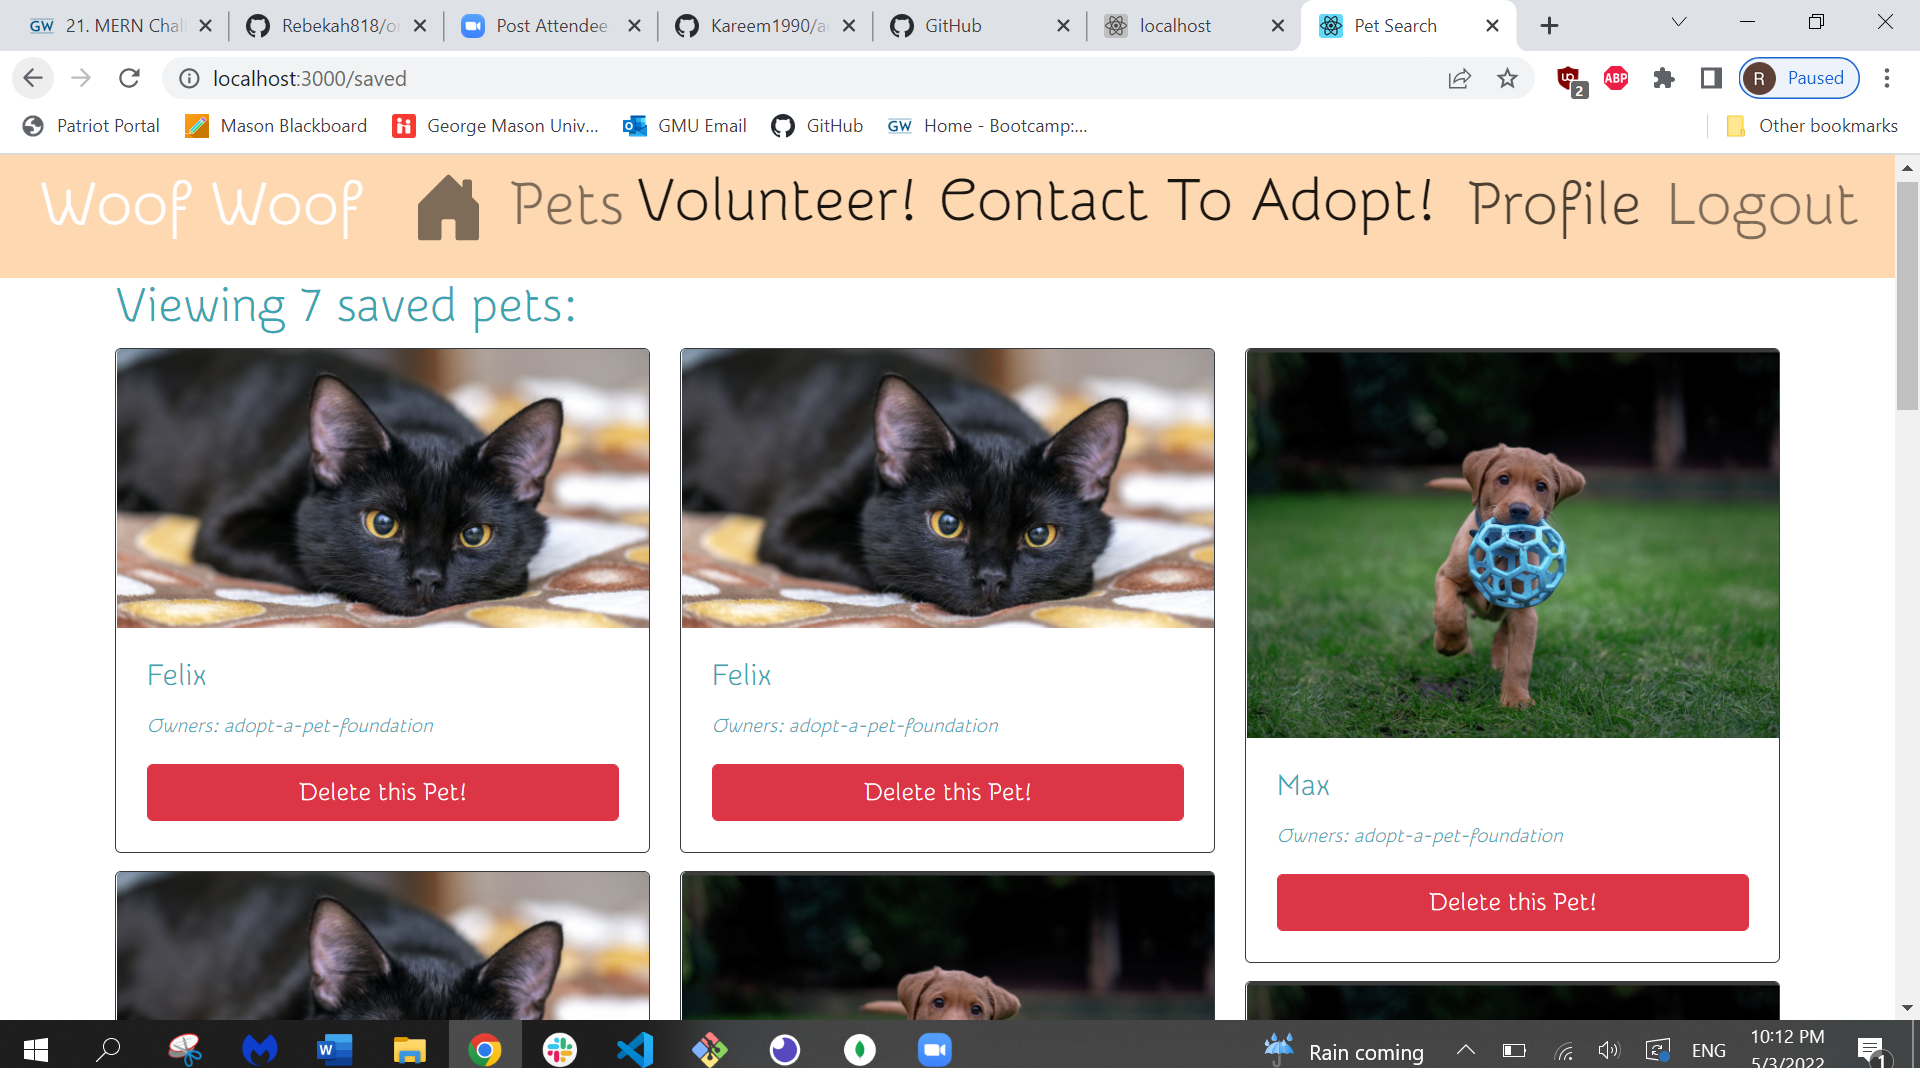 GW 21. MERN Chal
Rebekah818/o
Post Attendee
Kareem1990/a
GitHub
localhost
Pet Search
localhost:3000/saved
2
ABP
R Paused
Patriot Portal
Mason Blackboard
George Mason Univ...
GMU Email
GitHub
GW Home - Bootcamp:...
Other bookmarks
Woof Woof
Pets
Volunteer!
Contact To Adopt!
Profile
Logout
Viewing 7 saved pets:
Felix
Owners: adopt-a-pet-foundation
Delete this Pet!
Felix
Owners: adopt-a-pet-foundation
Delete this Pet!
Max
Owners: adopt-a-pet-foundation
Delete this Pet!
W
Rain coming
ENG
10:12 PM
5/3/2022
1